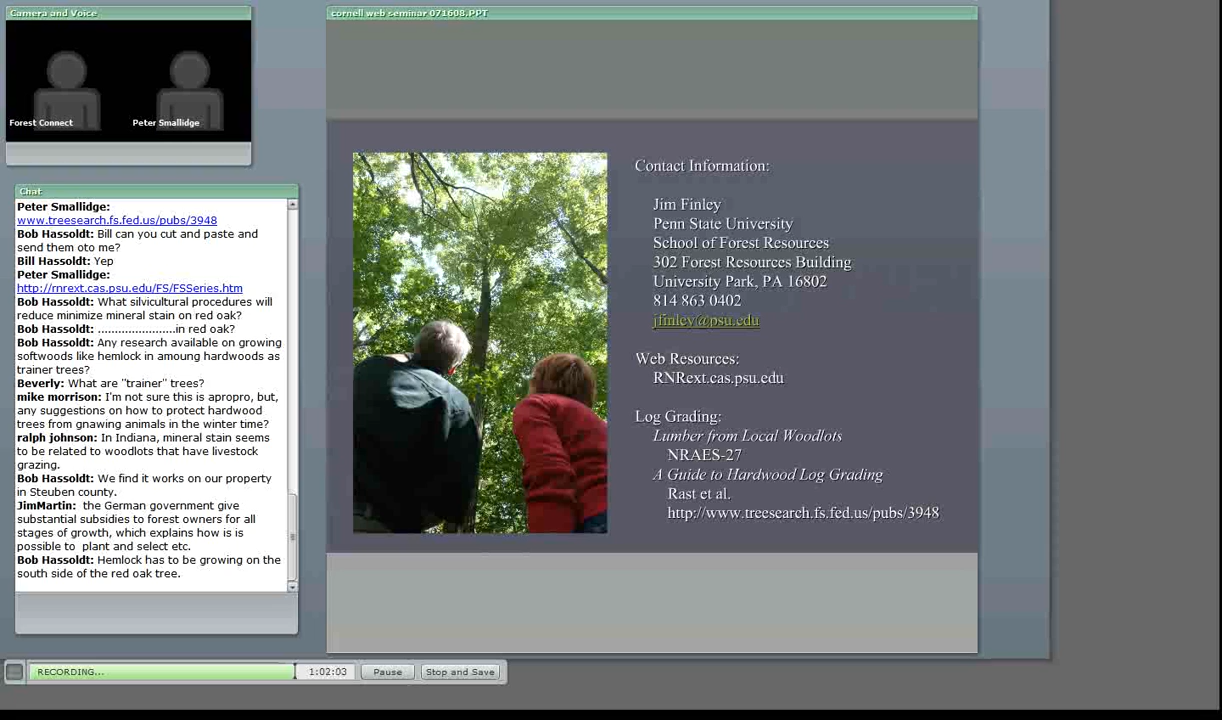 Camera and Voice
Forest Connect
Peter Smallidge
Chat
Peter Smallidge:
www.treesearch.fs.fed.us/pubs/3948
Bob Hassoldt: Bill can you cut and paste and
send them oto me?
Bill Hassoldt: Yep
Peter Smallidge:
http://rnrext.cas.psu.edu/FS/FSSeries.htm
Bob Hassoldt: What silvicultural procedures will
reduce minimize mineral stain on red oak?
Bob Hassoldt: .......................in red oak?
Bob Hassoldt: Any research available on growing
softwoods like hemlock in amoung hardwoods as
trainer trees?
Beverly: What are "trainer" trees?
mike morrison: I'm not sure this is apropro, but,
any suggestions on how to protect hardwood
trees from gnawing animals in the winter time?
ralph johnson: In Indiana, mineral stain seems
to be related to woodlots that have livestock
grazing.
Bob Hassoldt: We find it works on our property
in Steuben county.
JimMartin: the German government give
substantial subsidies to forest owners for all
stages of growth, which explains how is is
possible to plant and select etc.
Bob Hassoldt: Hemlock has to be growing on the
south side of the red oak tree.
cornell web seminar 071608.PPT
Contact Information:
Jim Finley
Penn State University
School of Forest Resources
302 Forest Resources Building
University Park, PA 16802
814 863 0402
jfinley@psu.edu
Web Resources:
RNRext.cas.psu.edu
Log Grading:
Lumber from Local Woodlots
NRAES-27
A Guide to Hardwood Log Grading
Rast et al.
http://www.treesearch.fs.fed.us/pubs/3948
RECORDING...
1:02:03
Pause
Stop and Save